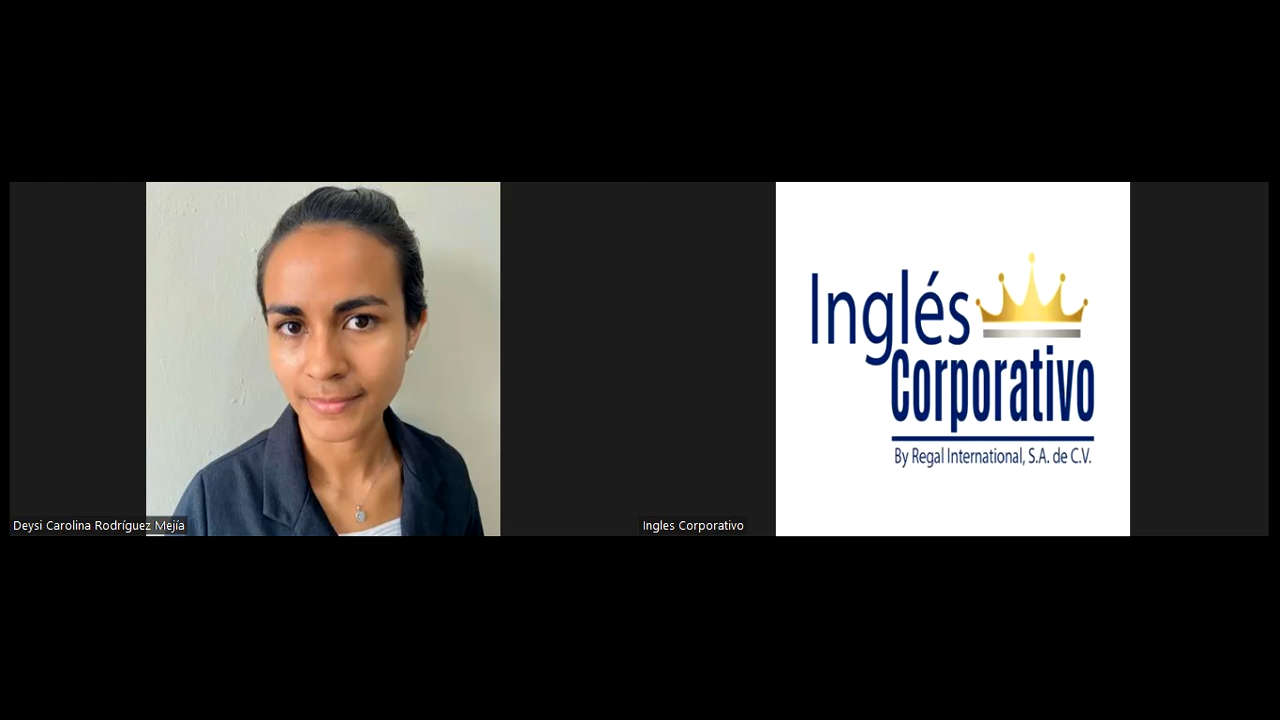 Inglés
Corporativo
By Regal International, S.A. de C.V.
Deysi Carolina Rodríguez Mejía
Ingles Corporativo